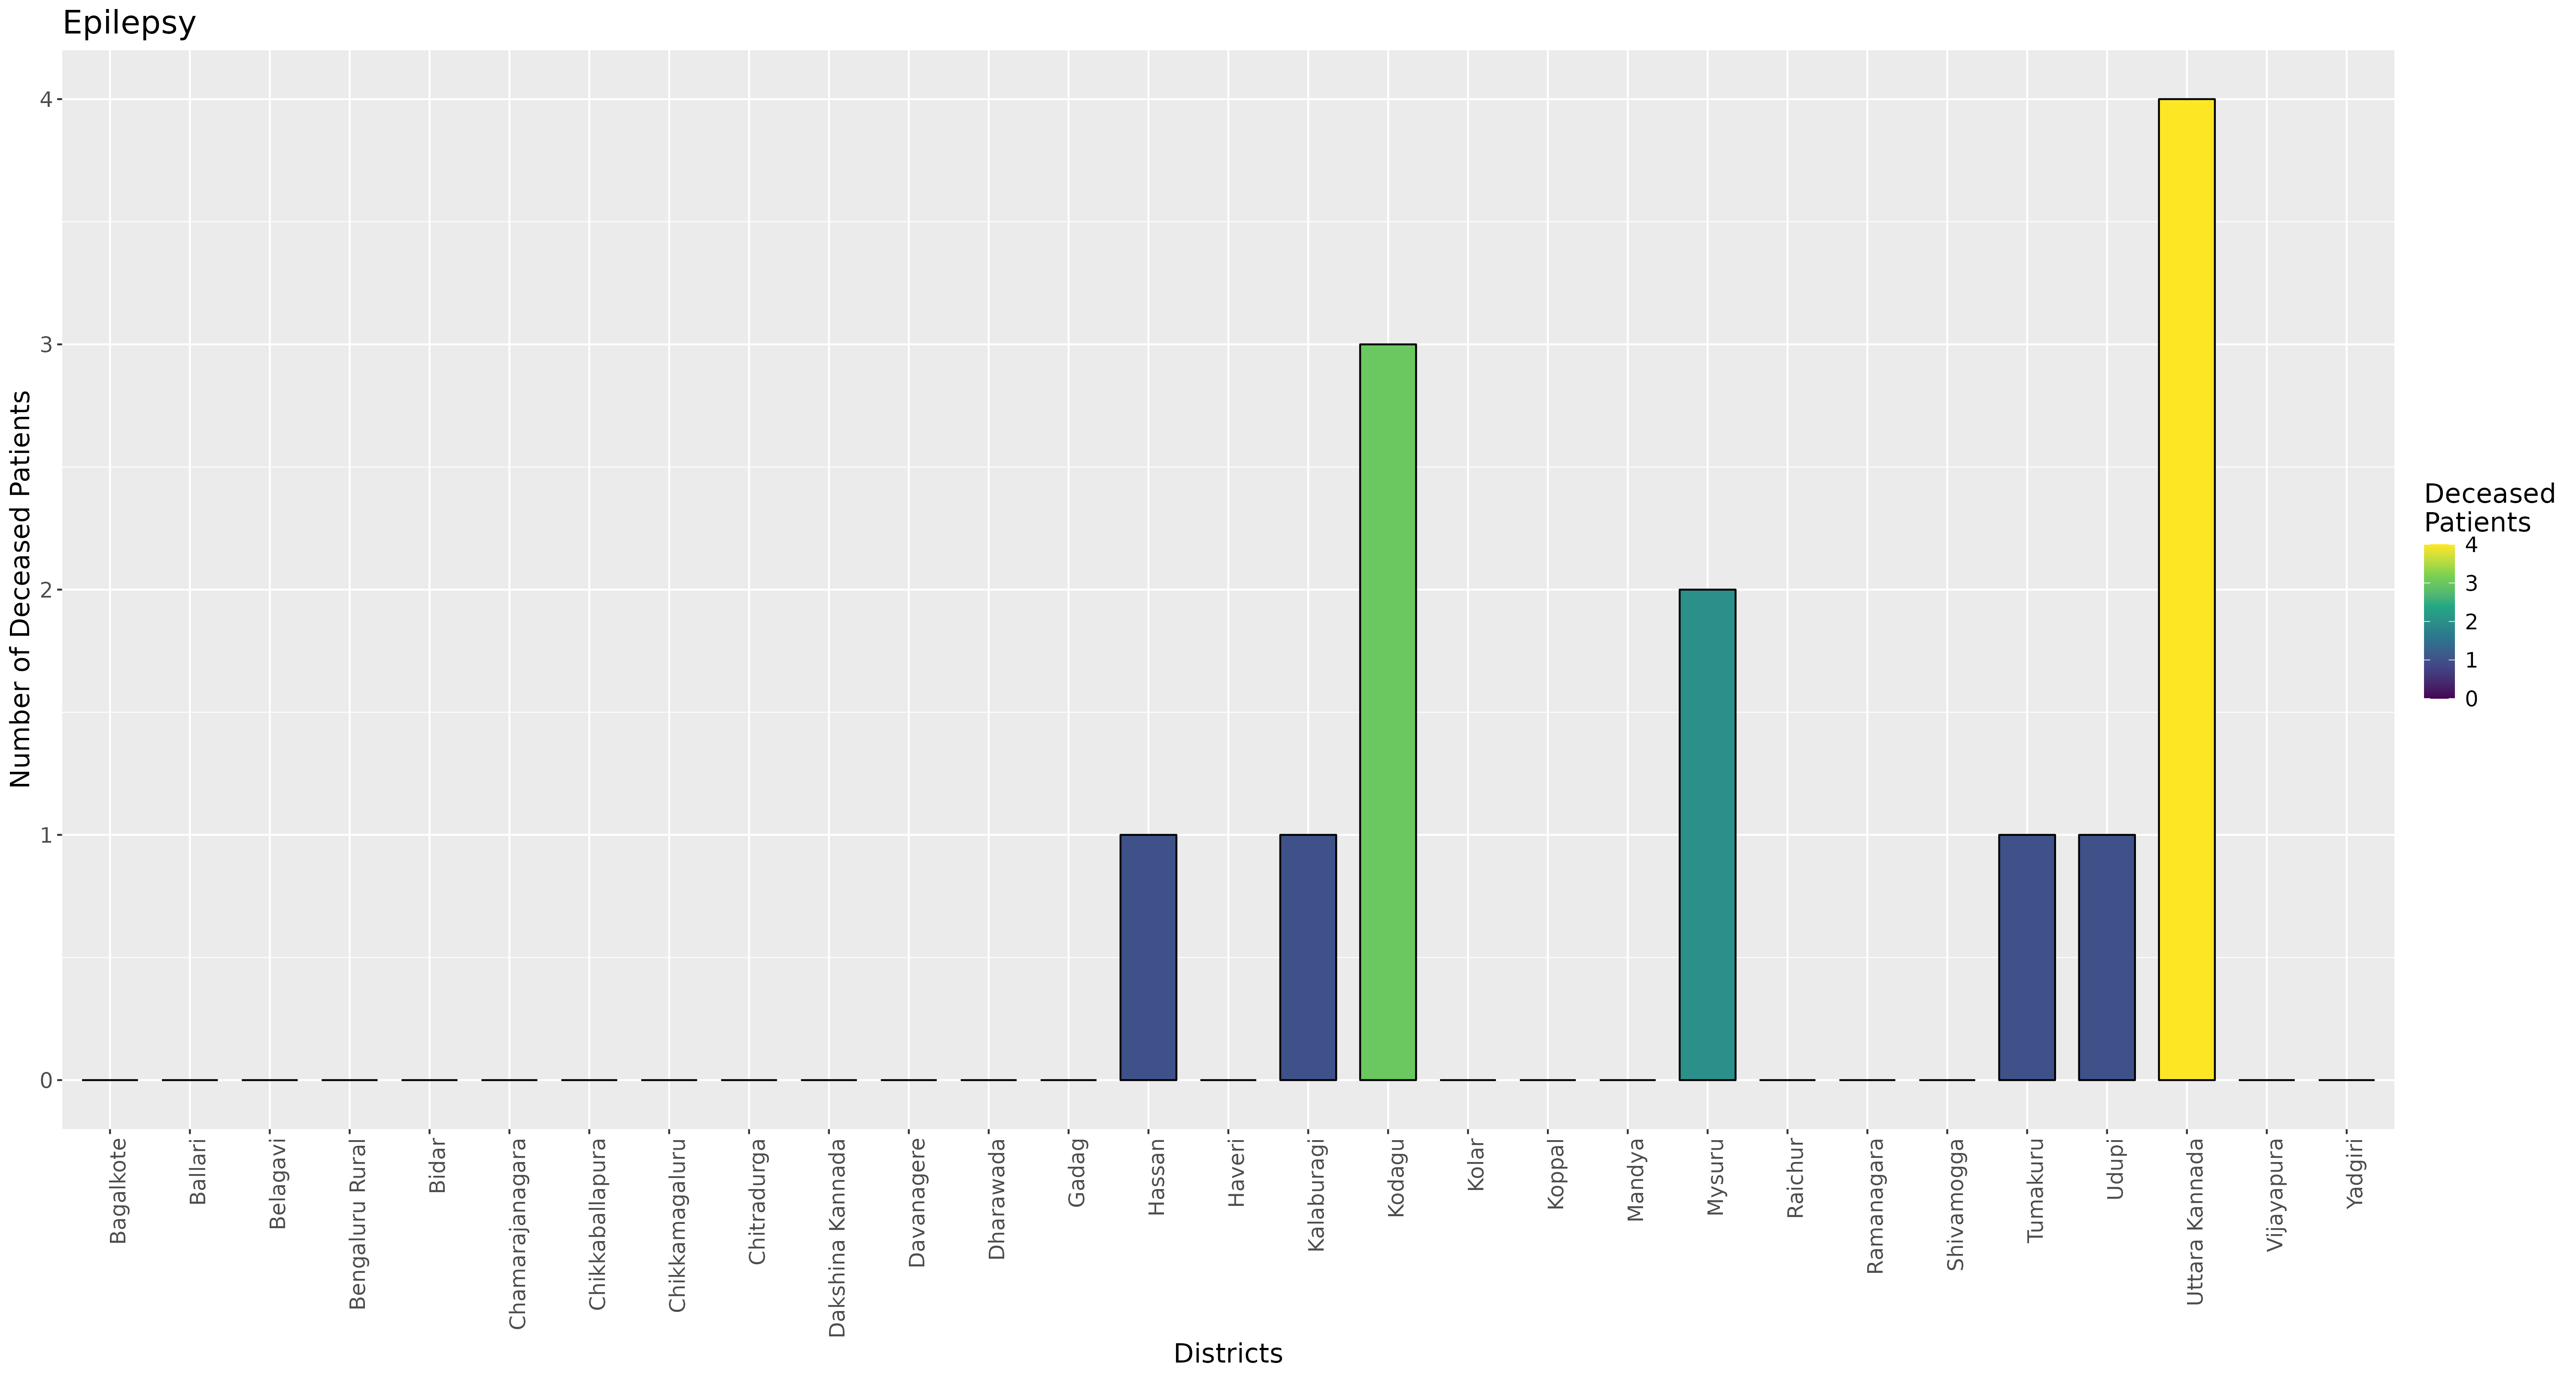 Epilepsy
Number of Deceased Patients
4
3
2
1
0
Bagalkote
Ballari
Belagavi
Bengaluru Rural
Bidar
Chamarajanagara
Chikkaballapura
Chikkamagaluru
Chitradurga
Dakshina Kannada
Davanagere
Dharawada
Gadag
Hassan
Haveri
Kalaburagi
Kodagu
Kolar
Koppal
Mandya
Mysuru
Raichur
Ramanagara
Shivamogga
Tumakuru
Udupi
Uttara Kannada
Vijayapura
Yadgiri
Districts
Deceased
Patients
4
3
2
1
0